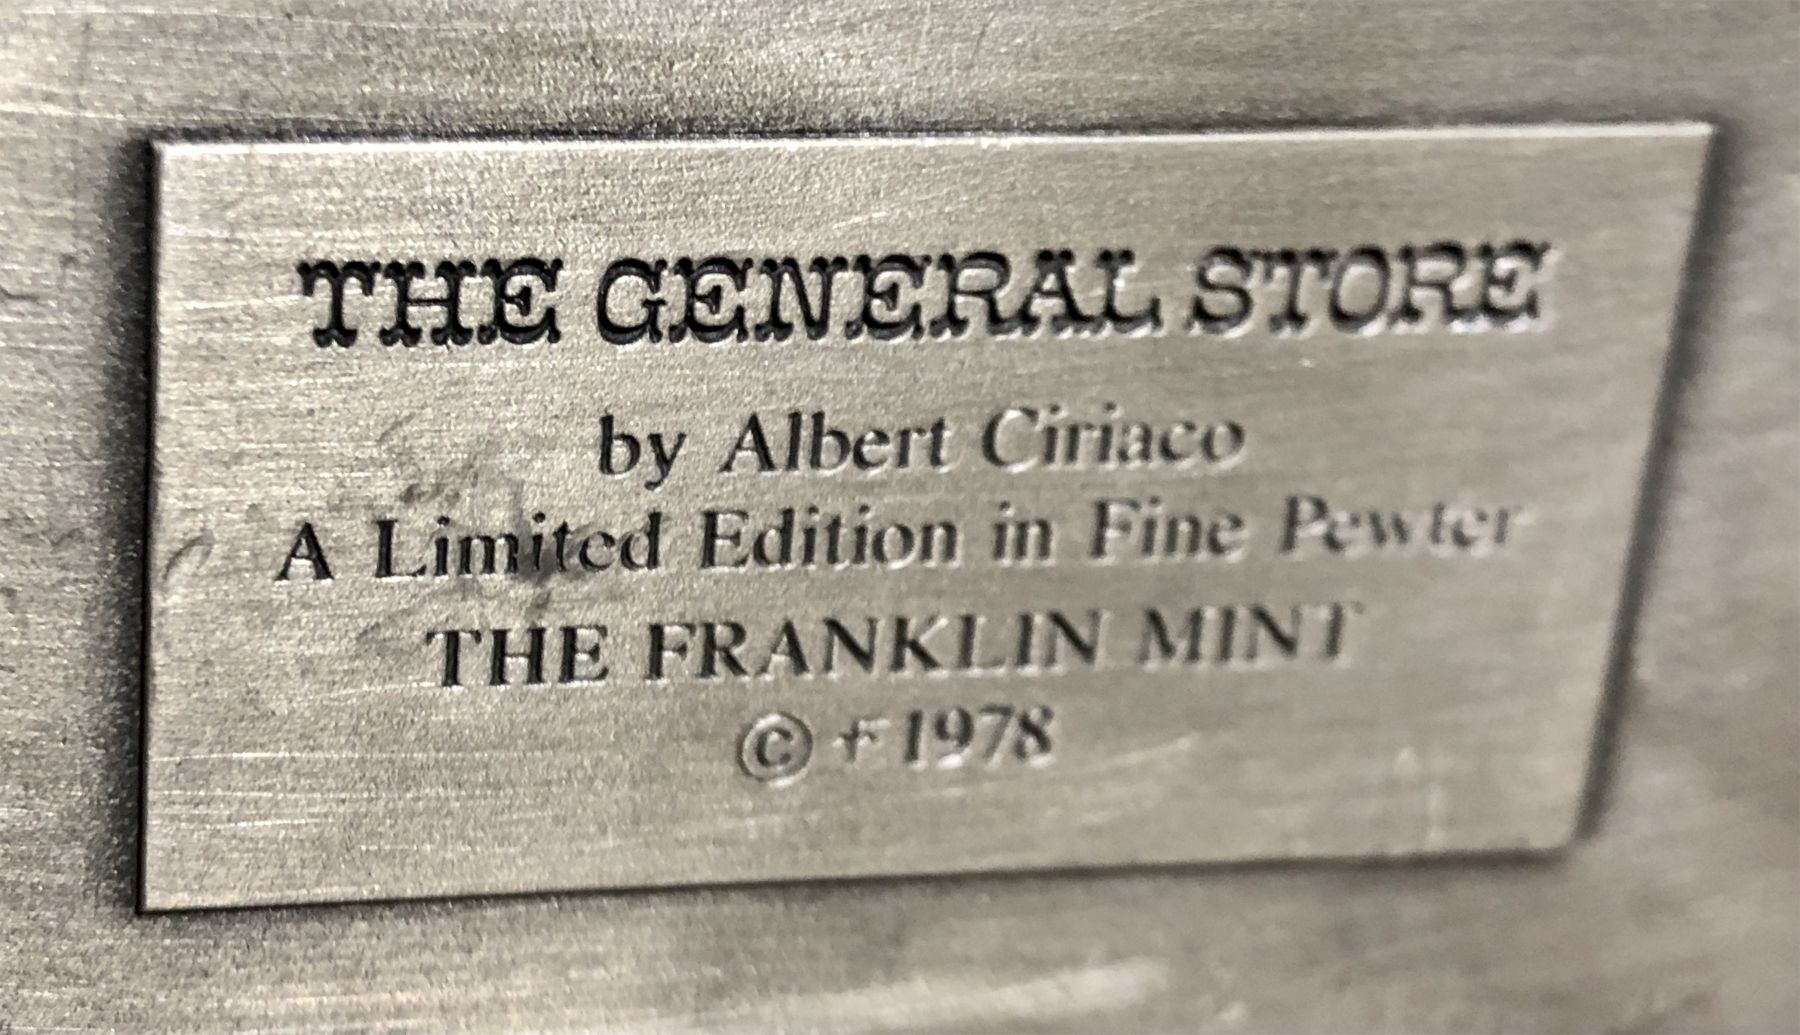 THE GENERAL STORE
by Albert Ciriaco
A Limited Edition in Fine Pewter
THE FRANKLIN MINT
© 1978